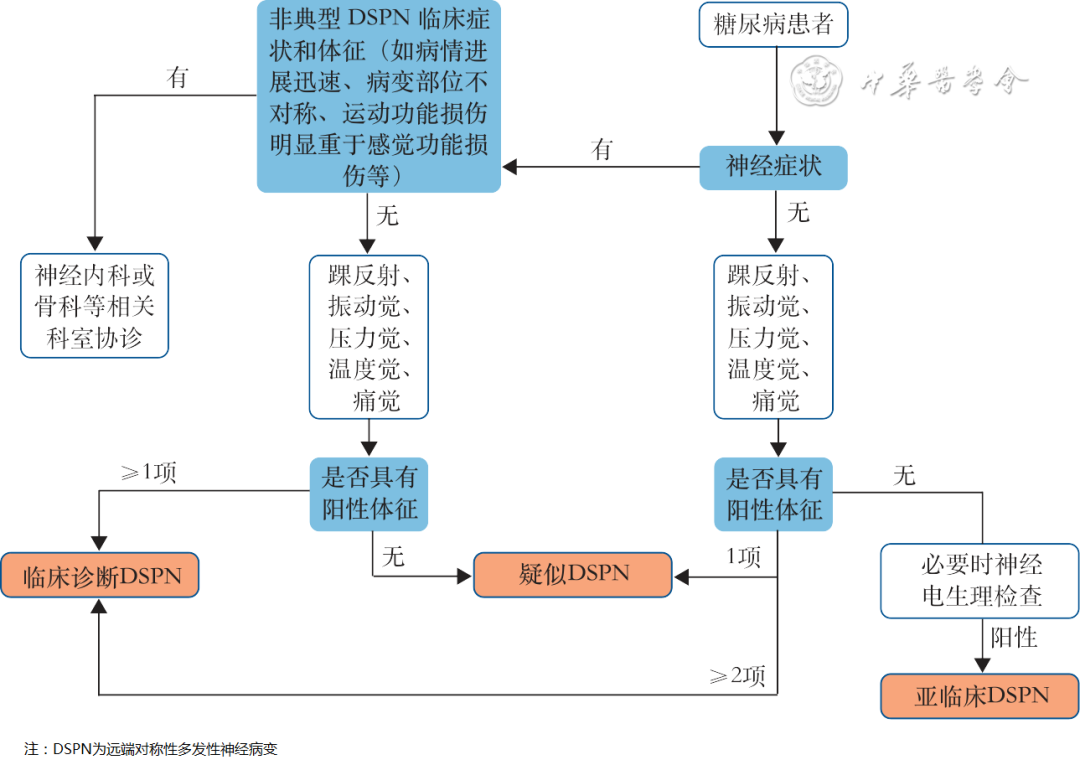 糖尿病患者
中华医学会
神经症状
有
非典型 DSPN 临床症
状和体征（如病情进
展迅速、病变部位不
对称、运动功能损伤
明显重于感觉功能损
伤等）
有
神经内科或
骨科等相关
科室协诊
无
踝反射、
振动觉、
压力觉、
温度觉、
痛觉
是否具有
阳性体征
≥1项
临床诊断DSPN
无
疑似DSPN
无
踝反射、
振动觉、
压力觉、
温度觉、
痛觉
是否具有
阳性体征
1项
≥2项
无
必要时神经
电生理检查
阳性
亚临床DSPN
注：DSPN为远端对称性多发性神经病变